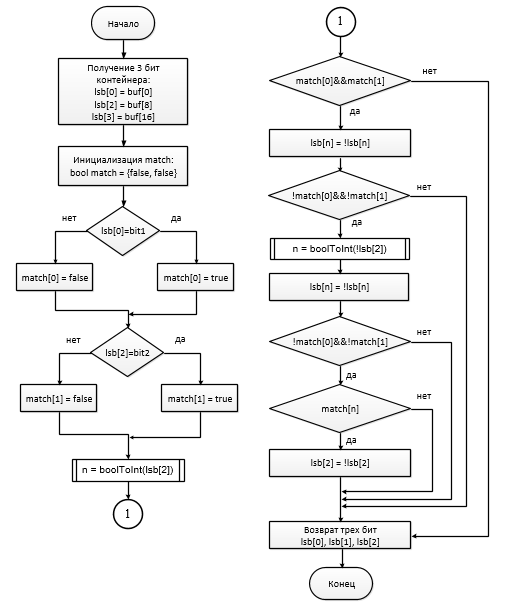 Начало
Получение 3 бит
контейнера:
lsb[0] = buf[0]
lsb[2] = buf[8]
lsb[3] = buf[16]
Инициализация match:
bool match = {false, false}
lsb[0]=bit1
нет
да
match[0] = false
match[0] = true
lsb[2]=bit2
нет
да
match[1] = false
match[1] = true
n = boolToInt(lsb[2])
1
1
match[0]&&match[1]
нет
да
lsb[n] = !lsb[n]
!match[0]&&!match[1]
нет
да
n = boolToInt(!lsb[2])
lsb[n] = !lsb[n]
!match[0]&&!match[1]
нет
да
match[n]
нет
да
lsb[2] = !lsb[2]
Возврат трех бит
lsb[0], lsb[1], lsb[2]
Конец